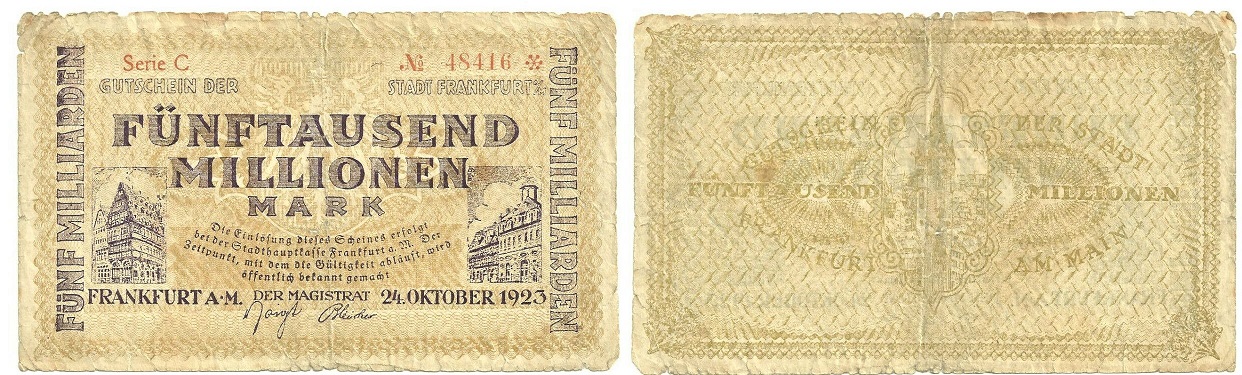 Serie C № 48416 ✲
GUTSCHEIN DER STADT FRANKFURT
FÜNFTAUSEND
MILLIONEN
MARK
Die Einlösung dieses Scheines erfolgt
bei der Stadthauptkasse Frankfurt a. M. Der
Zeitpunkt, mit dem die Gültigkeit abläuft, wird
öffentlich bekannt gemacht
FRANKFURT A·M. DER MAGISTRAT 24. OKTOBER 1923
FÜNF MILLIARDEN
FÜNF MILLIARDEN
GUTSCHEIN DER STADT
FÜNFTAUSEND MILLIONEN
FRANKFURT AM MAIN